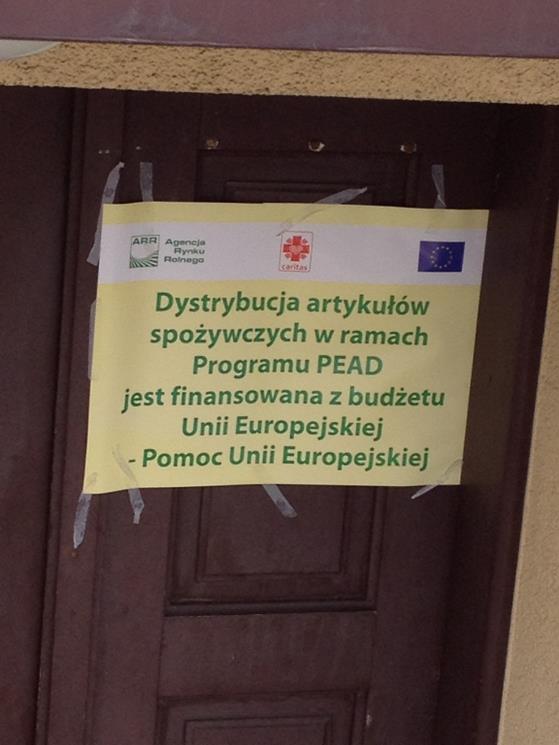 ARR
Agencja
Rynku
Rolnego
caritas
Dystrybucja artykułów
spożywczych w ramach
Programu PEAD
jest finansowana z budżetu
Unii Europejskiej
- Pomoc Unii Europejskiej